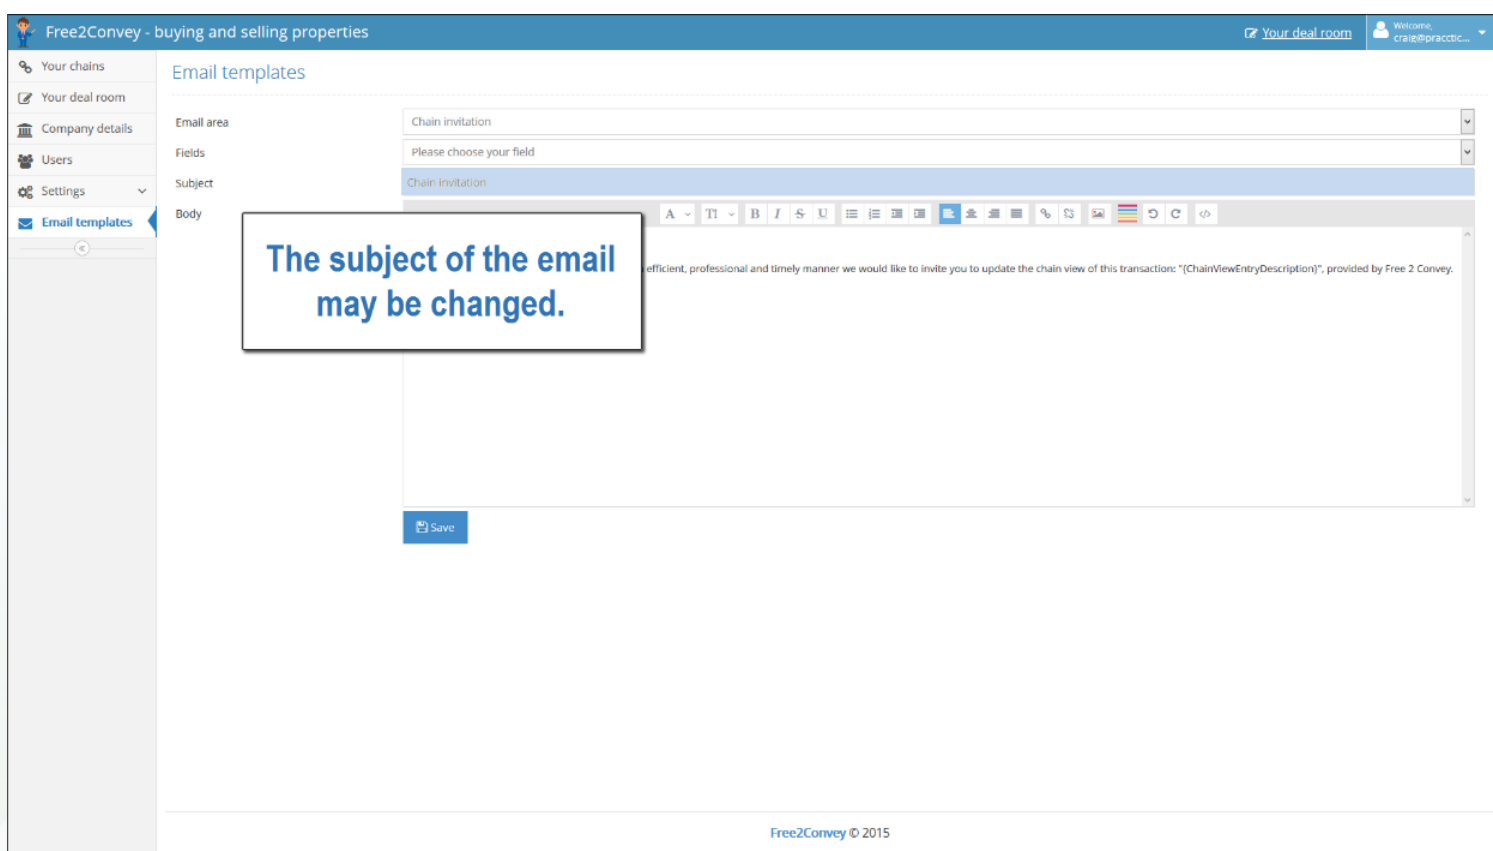 Free2Convey - buying and selling properties
Your deal room
Welcome,
craig@pracctic...
Your chains
Your deal room
Company details
Users
Settings
Email templates
Email templates
Email area
Chain invitation
Fields
Please choose your field
Subject
Chain invitation
Body
The subject of the email
may be changed.
efficient, professional and timely manner we would like to invite you to update the chain view of this transaction: "{ChainViewEntryDescription}", provided by Free 2 Convey.
Save
Free2Convey © 2015